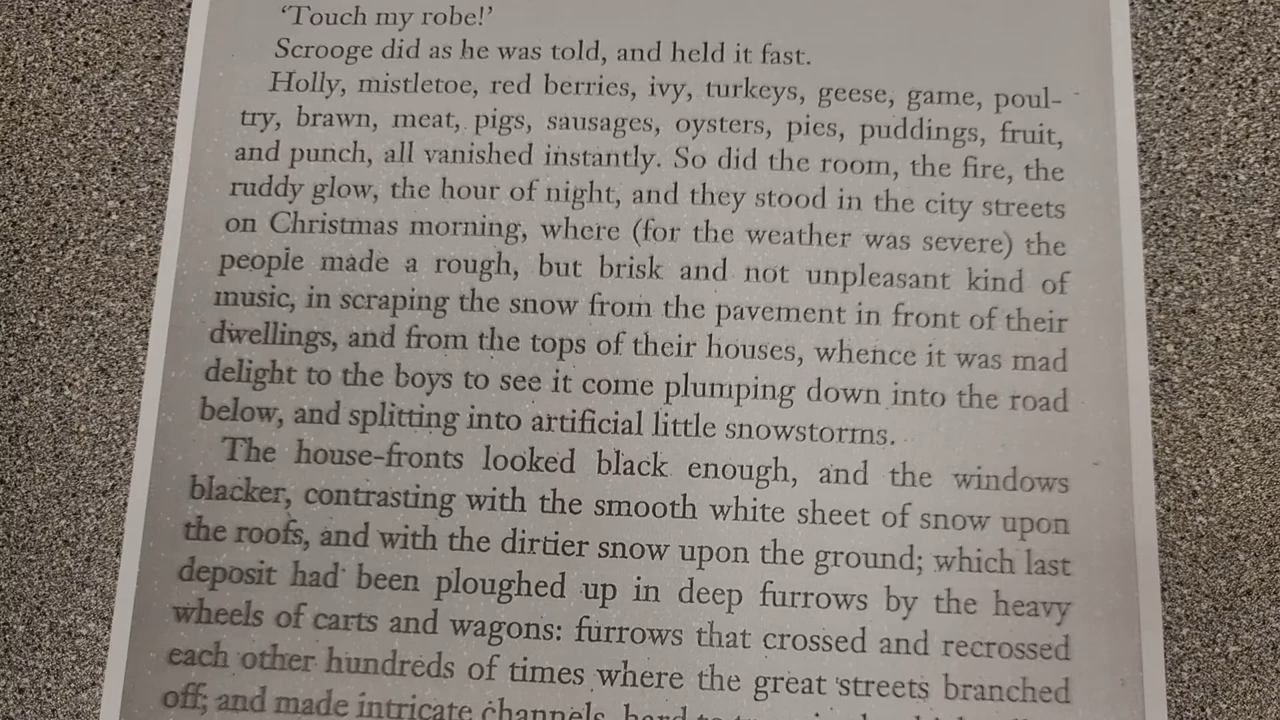 ‘Touch my robe!’
Scrooge did as he was told, and held it fast.
Holly, mistletoe, red berries, ivy, turkeys, geese, game, poul-
try, brawn, meat, pigs, sausages, oysters, pies, puddings, fruit,
and punch, all vanished instantly. So did the room, the fire, the
ruddy glow, the hour of night, and they stood in the city streets
on Christmas morning, where (for the weather was severe) the
people made a rough, but brisk and not unpleasant kind of
music, in scraping the snow from the pavement in front of their
dwellings, and from the tops of their houses, whence it was mad
delight to the boys to see it come plumping down into the road
below, and splitting into artificial little snowstorms.
The house-fronts looked black enough, and the windows
blacker, contrasting with the smooth white sheet of snow upon
the roofs, and with the dirtier snow upon the ground; which last
deposit had been ploughed up in deep furrows by the heavy
wheels of carts and wagons: furrows that crossed and recrossed
each other hundreds of times where the great streets branched
off; and made intricate channels, hard to